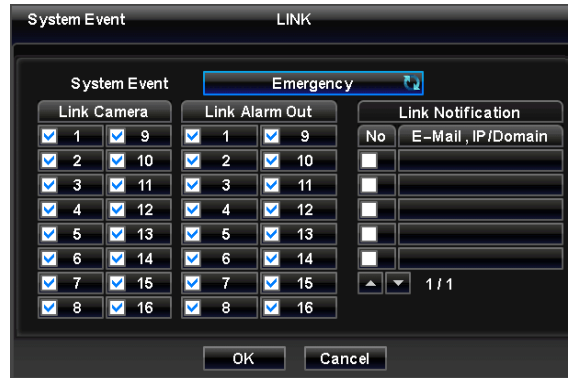 System Event LINK
System Event Emergency
Link Camera Link Alarm Out Link Notification
1 9 1 9 No E-Mail , IP/Domain
2 10 2 10
3 11 3 11
4 12 4 12
5 13 5 13
6 14 6 14
7 15 7 15 1/1
8 16 8 16
OK Cancel